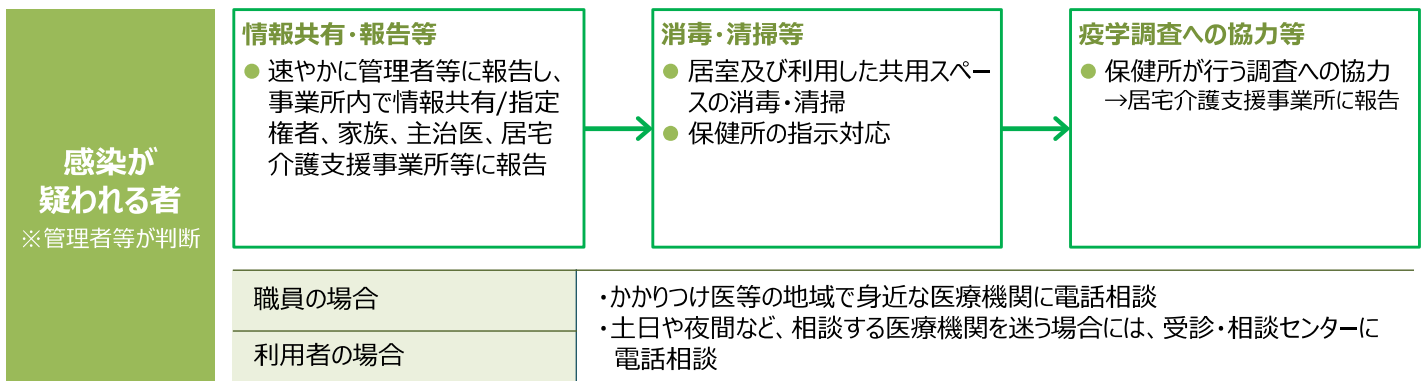 感染が
疑われる者
※管理者等が判断
情報共有･報告等
● 速やかに管理者等に報告し、
事業所内で情報共有/指定
権者、家族、主治医、居宅
介護支援事業所等に報告
消毒･清掃等
● 居室及び利用した共用スペー
スの消毒･清掃
● 保健所の指示対応
疫学調査への協力等
● 保健所が行う調査への協力
→居宅介護支援事業所に報告
職員の場合
利用者の場合
･かかりつけ医等の地域で身近な医療機関に電話相談
･土日や夜間など、相談する医療機関を迷う場合には、受診･相談センターに
電話相談